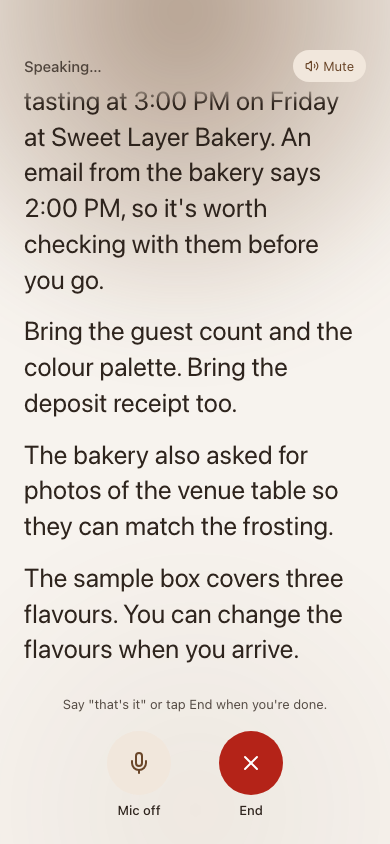 Speaking...
Mute
tasting at 3:00 PM on Friday
at Sweet Layer Bakery. An
email from the bakery says
2:00 PM, so it's worth
checking with them before
you go.
Bring the guest count and the
colour palette. Bring the
deposit receipt too.
The bakery also asked for
photos of the venue table so
they can match the frosting.
The sample box covers three
flavours. You can change the
flavours when you arrive.
Say "that's it" or tap End when you're done.
Mic off
End